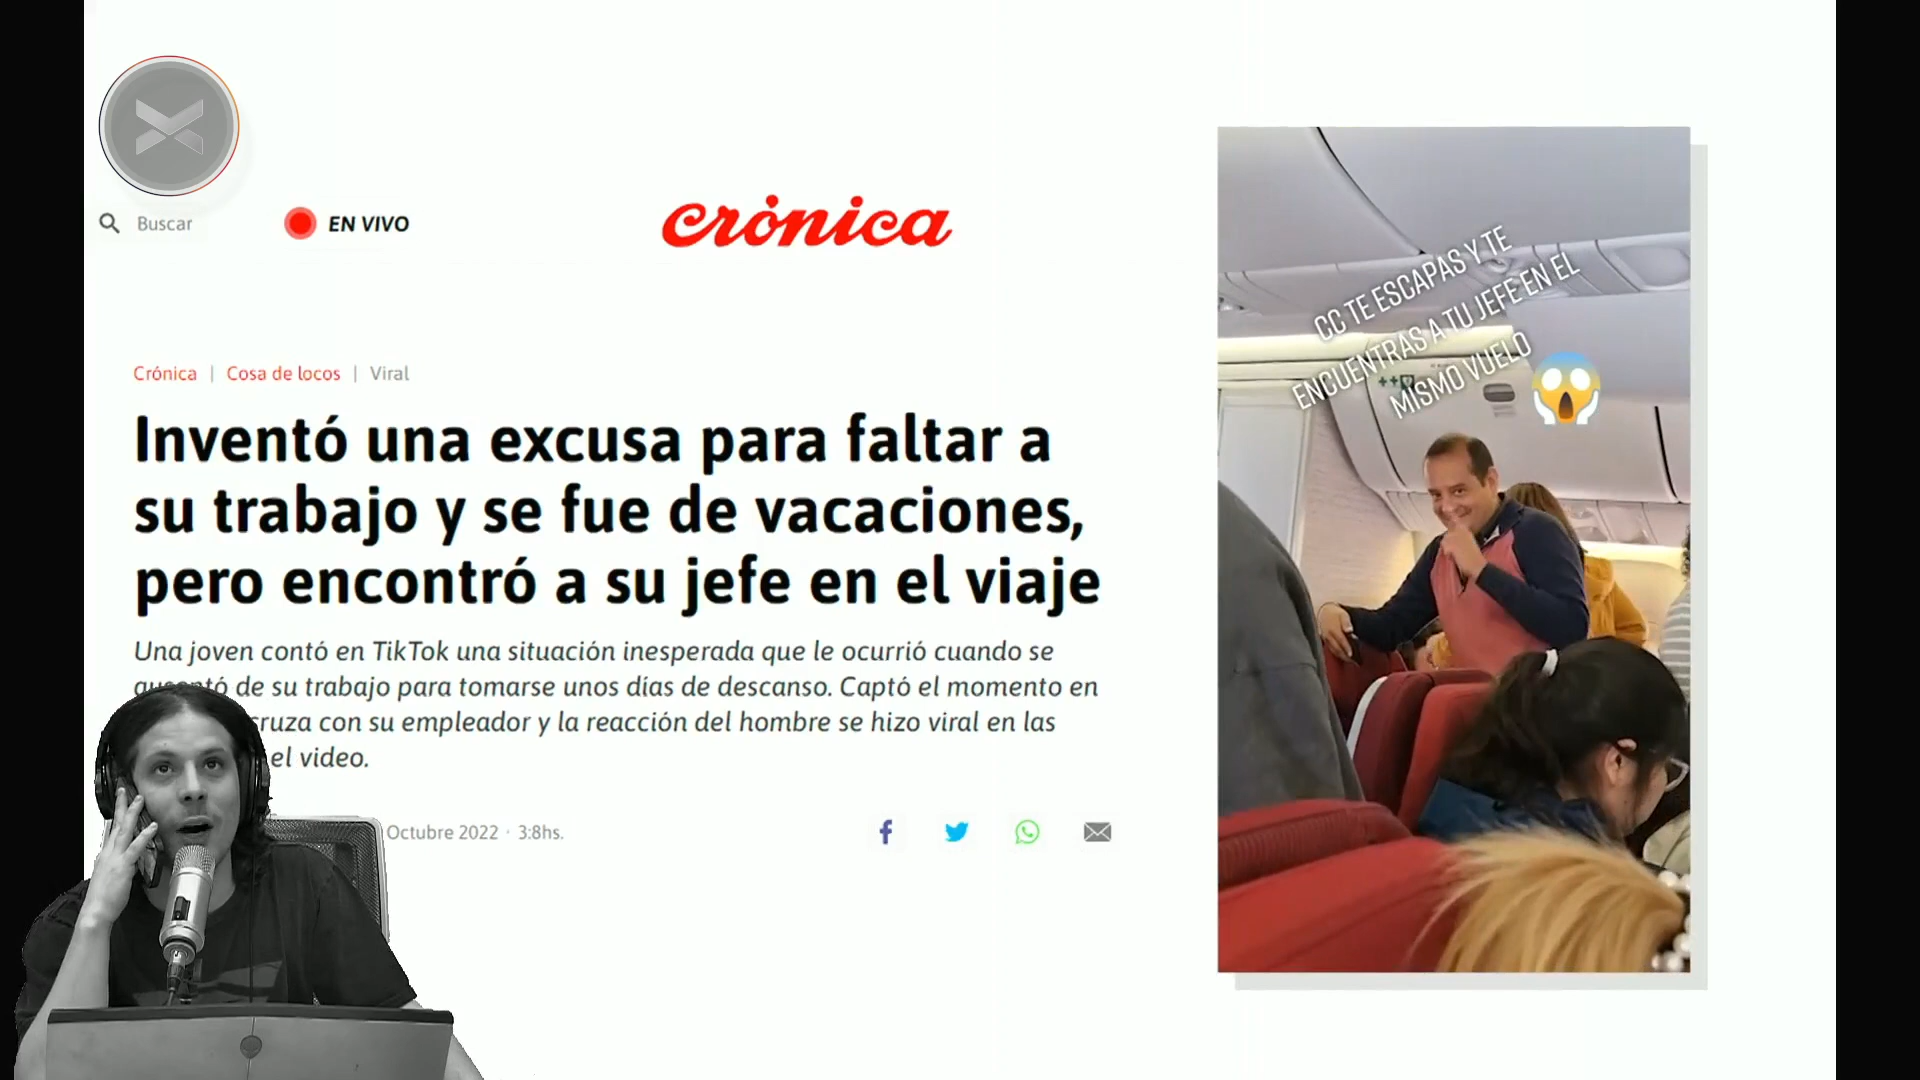 Buscar
EN VIVO
crónica
CC TE ESCAPAS Y TE
ENCUENTRAS A TU JEFE EN EL
MISMO VUELO
Crónica | Cosa de locos | Viral
Inventó una excusa para faltar a
su trabajo y se fue de vacaciones,
pero encontró a su jefe en el viaje
Una joven contó en TikTok una situación inesperada que le ocurrió cuando se
ausentó de su trabajo para tomarse unos días de descanso. Captó el momento en
cruza con su empleador y la reacción del hombre se hizo viral en las
el video.
Octubre 2022 · 3:8hs.